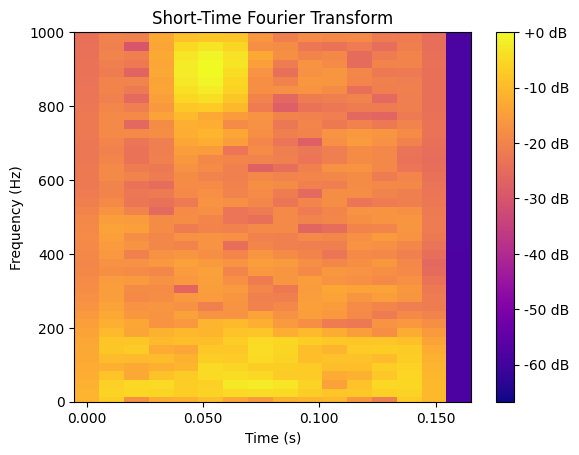 Short-Time Fourier Transform
1000
800
600
400
200
0
Frequency (Hz)
0.000
0.050
0.100
0.150
Time (s)
+0 dB
-10 dB
-20 dB
-30 dB
-40 dB
-50 dB
-60 dB